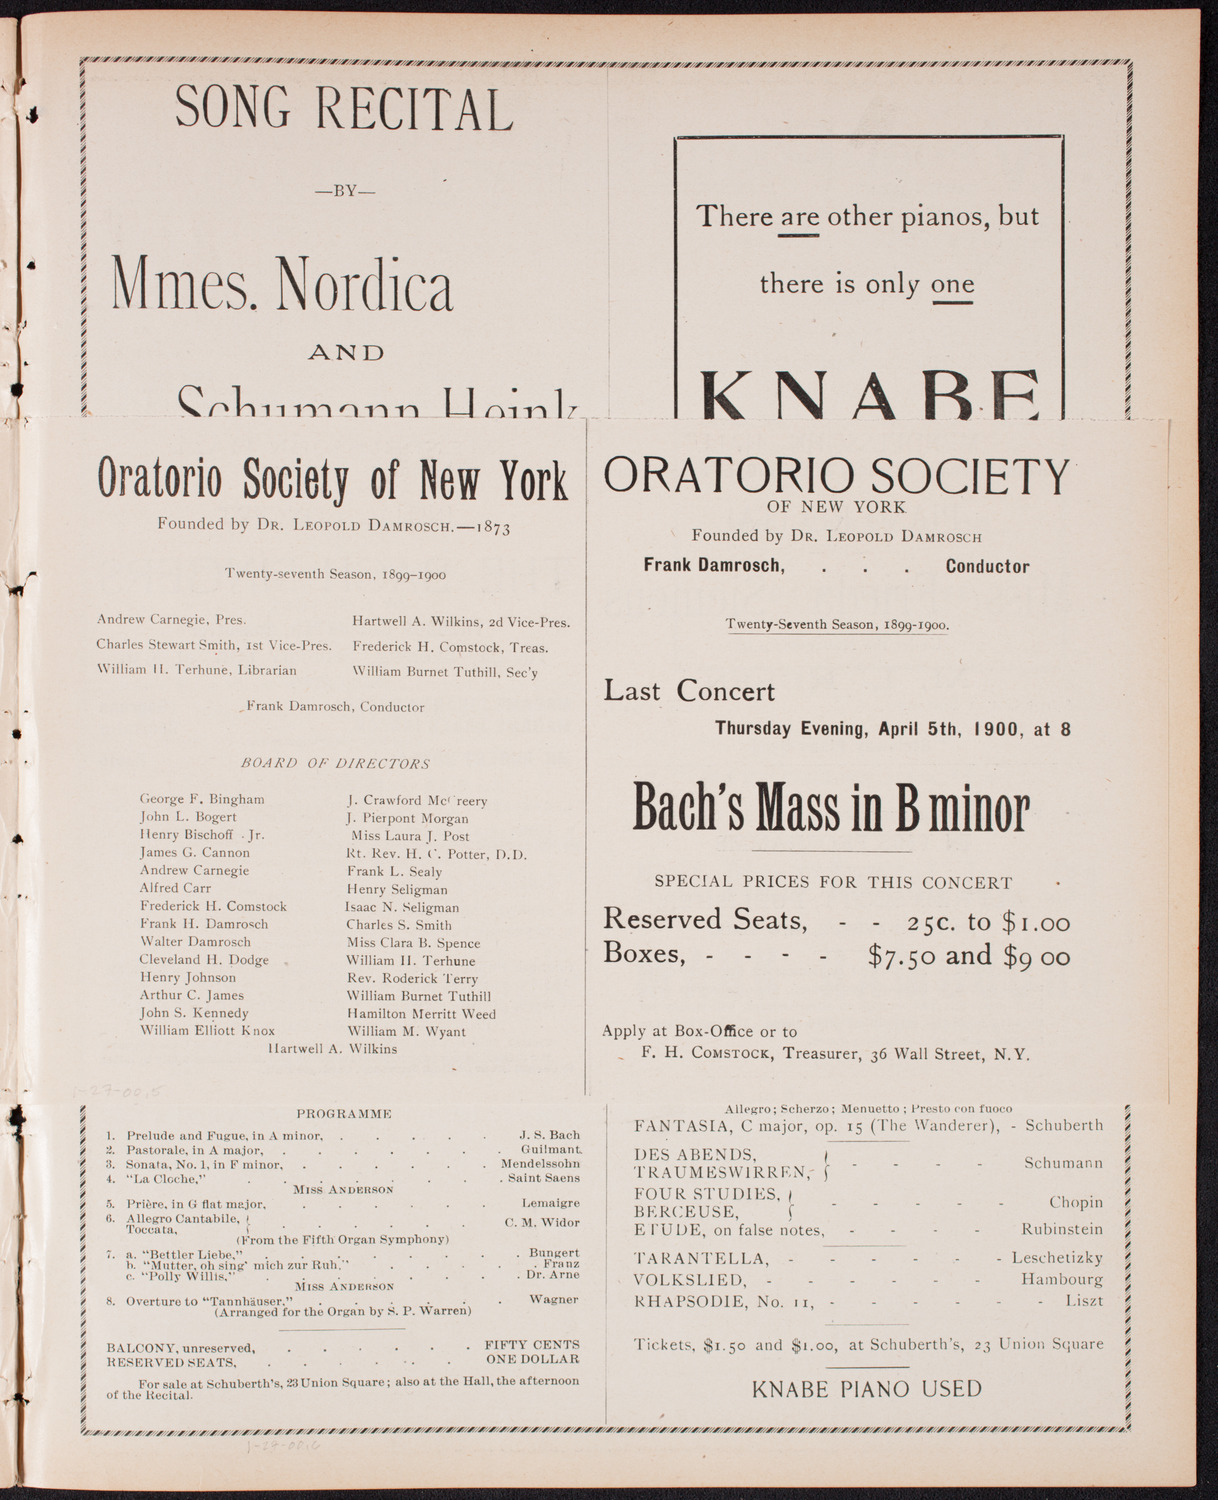 SONG RECITAL
—BY—
Mmes. Nordica
AND
Schumann Heink
There are other pianos, but
there is only one
KNABE
Oratorio Society of New York
Founded by DR. LEOPOLD DAMROSCH.—1873
Twenty-seventh Season, 1899–1900
Andrew Carnegie, Pres.
Hartwell A. Wilkins, 2d Vice-Pres.
Charles Stewart Smith, 1st Vice-Pres.
Frederick H. Comstock, Treas.
William H. Terhune, Librarian
William Burnet Tuthill, Sec'y
Frank Damrosch, Conductor
BOARD OF DIRECTORS
George F. Bingham
John L. Bogert
Henry Bischoff - Jr.
James G. Cannon
Andrew Carnegie
Alfred Carr
Frederick H. Comstock
Frank H. Damrosch
Walter Damrosch
Cleveland H. Dodge
Henry Johnson
Arthur C. James
John S. Kennedy
William Elliott Knox
J. Crawford McCreery
J. Pierpont Morgan
Miss Laura J. Post
Rt. Rev. H. C. Potter, D.D.
Frank L. Sealy
Henry Seligman
Isaac N. Seligman
Charles S. Smith
Miss Clara B. Spence
William H. Terhune
Rev. Roderick Terry
William Burnet Tuthill
Hamilton Merritt Weed
William M. Wyant
Hartwell A. Wilkins
1-27-00.5
ORATORIO SOCIETY
OF NEW YORK
Founded by DR. LEOPOLD DAMROSCH
Frank Damrosch, . . . Conductor
Twenty-Seventh Season, 1899-1900.
Last Concert
Thursday Evening, April 5th, 1900, at 8
Bach's Mass in B minor
SPECIAL PRICES FOR THIS CONCERT
Reserved Seats, - - 25c. to $1.00
Boxes, - - - - $7.50 and $9 00
Apply at Box-Office or to
F. H. COMSTOCK, Treasurer, 36 Wall Street, N.Y.
PROGRAMME
1. Prelude and Fugue, in A minor, . . . . . J. S. Bach
2. Pastorale, in A major, . . . . . Guilmant.
3. Sonata, No. 1, in F minor, . . . . . Mendelssohn
4. "La Cloche," . . . . . Saint Saens
MISS ANDERSON
5. Prière, in G flat major, . . . . . Lemaigre
6. Allegro Cantabile, }
Toccata, } . . . . . C. M. Widor
(From the Fifth Organ Symphony)
7. a. "Bettler Liebe," . . . . . Bungert
b. "Mutter, oh sing' mich zur Ruh," . . . . Franz
c. "Polly Willis," . . . . . Dr. Arne
MISS ANDERSON
8. Overture to "Tannhäuser," . . . . . Wagner
(Arranged for the Organ by S. P. Warren)
BALCONY, unreserved, . . . . . FIFTY CENTS
RESERVED SEATS, . . . . . ONE DOLLAR
For sale at Schuberth's, 23 Union Square; also at the Hall, the afternoon
of the Recital.
1-27-00.6
Allegro; Scherzo; Menuetto; Presto con fuoco
FANTASIA, C major, op. 15 (The Wanderer), - Schuberth
DES ABENDS, }
TRAUMESWIRREN, } - - - - Schumann
FOUR STUDIES, }
BERCEUSE, } - - - - - Chopin
ETUDE, on false notes, - - - - Rubinstein
TARANTELLA, - - - - - - Leschetizky
VOLKSLIED, - - - - - - Hambourg
RHAPSODIE, No. 11, - - - - - - Liszt
Tickets, $1.50 and $1.00, at Schuberth's, 23 Union Square
KNABE PIANO USED